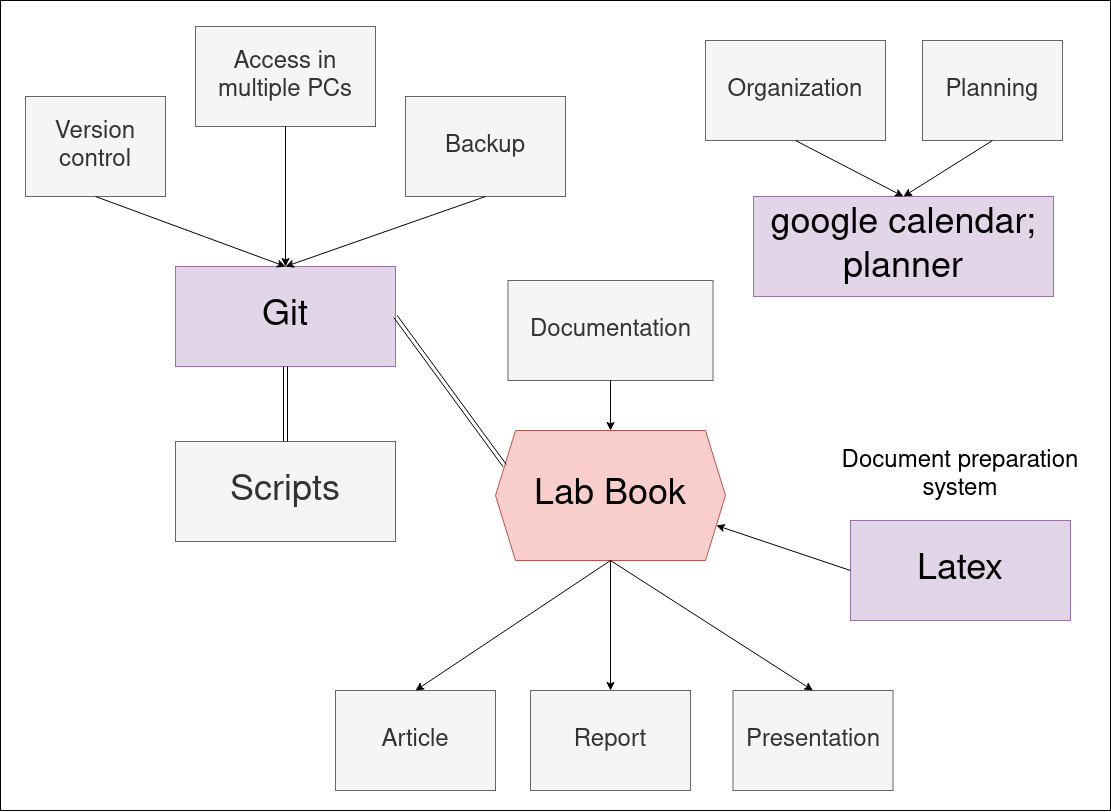 Access in
multiple PCs
Version
control
Backup
Organization
Planning
google calendar;
planner
Git
Documentation
Scripts
Lab Book
Document preparation
system
Latex
Article
Report
Presentation